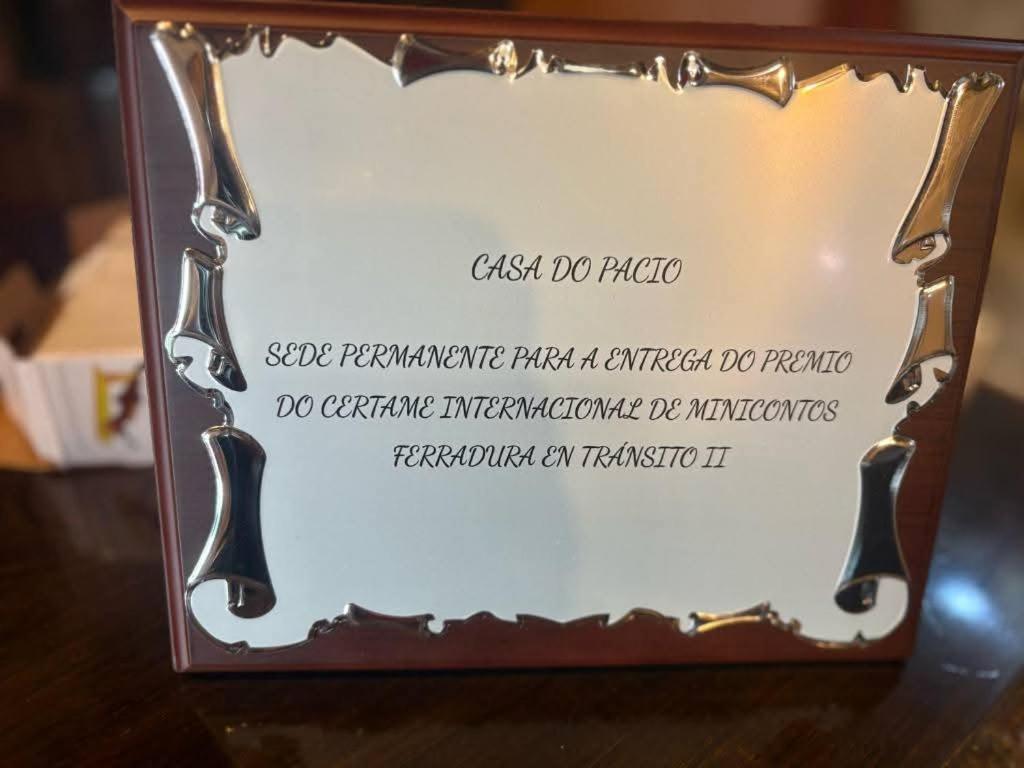 CASA DO PACIO
SEDE PERMANENTE PARA A ENTREGA DO PREMIO
DO CERTAME INTERNACIONAL DE MINICONTOS
FERRADURA EN TRÁNSITO II